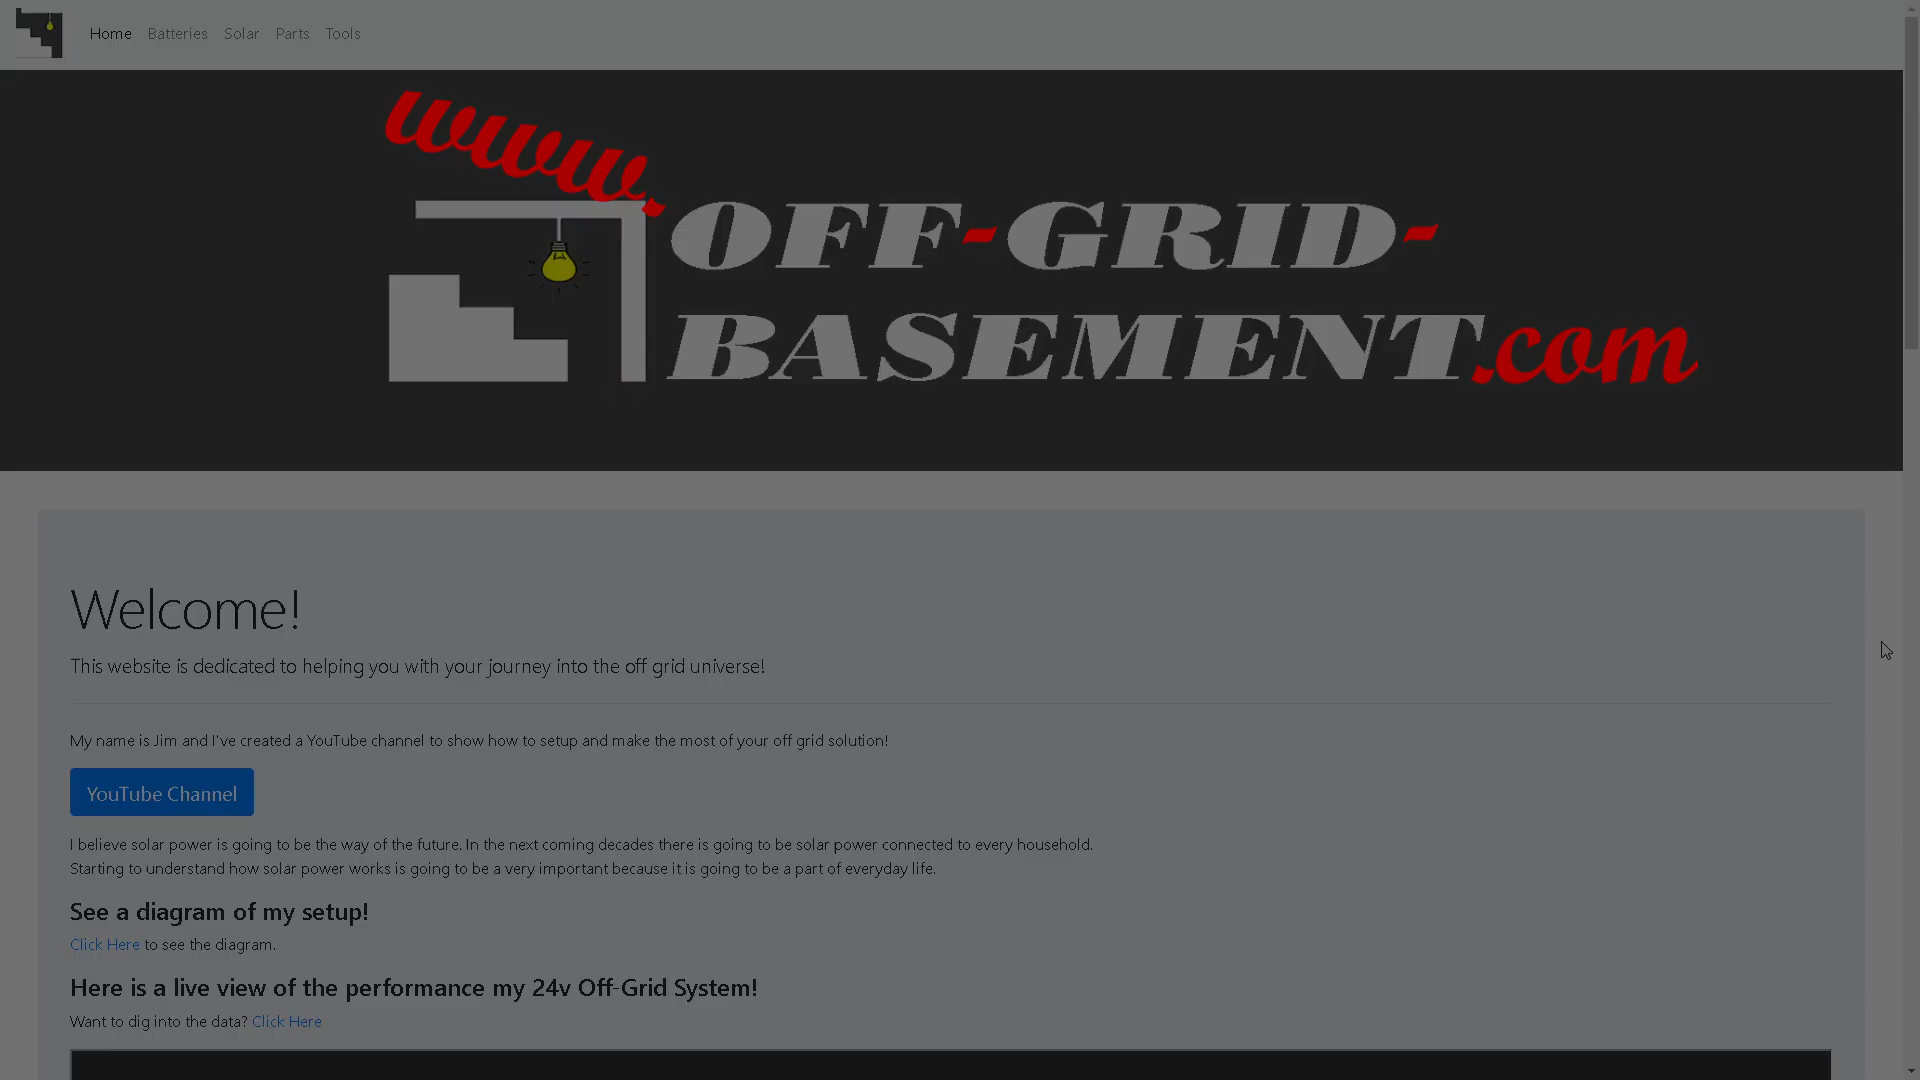 Home Batteries Solar Parts Tools
www.
OFF-GRID-
BASEMENT.com
Welcome!
This website is dedicated to helping you with your journey into the off grid universe!
My name is Jim and I've created a YouTube channel to show how to setup and make the most of your off grid solution!
YouTube Channel
I believe solar power is going to be the way of the future. In the next coming decades there is going to be solar power connected to every household.
Starting to understand how solar power works is going to be a very important because it is going to be a part of everyday life.
See a diagram of my setup!
Click Here to see the diagram.
Here is a live view of the performance my 24v Off-Grid System!
Want to dig into the data? Click Here